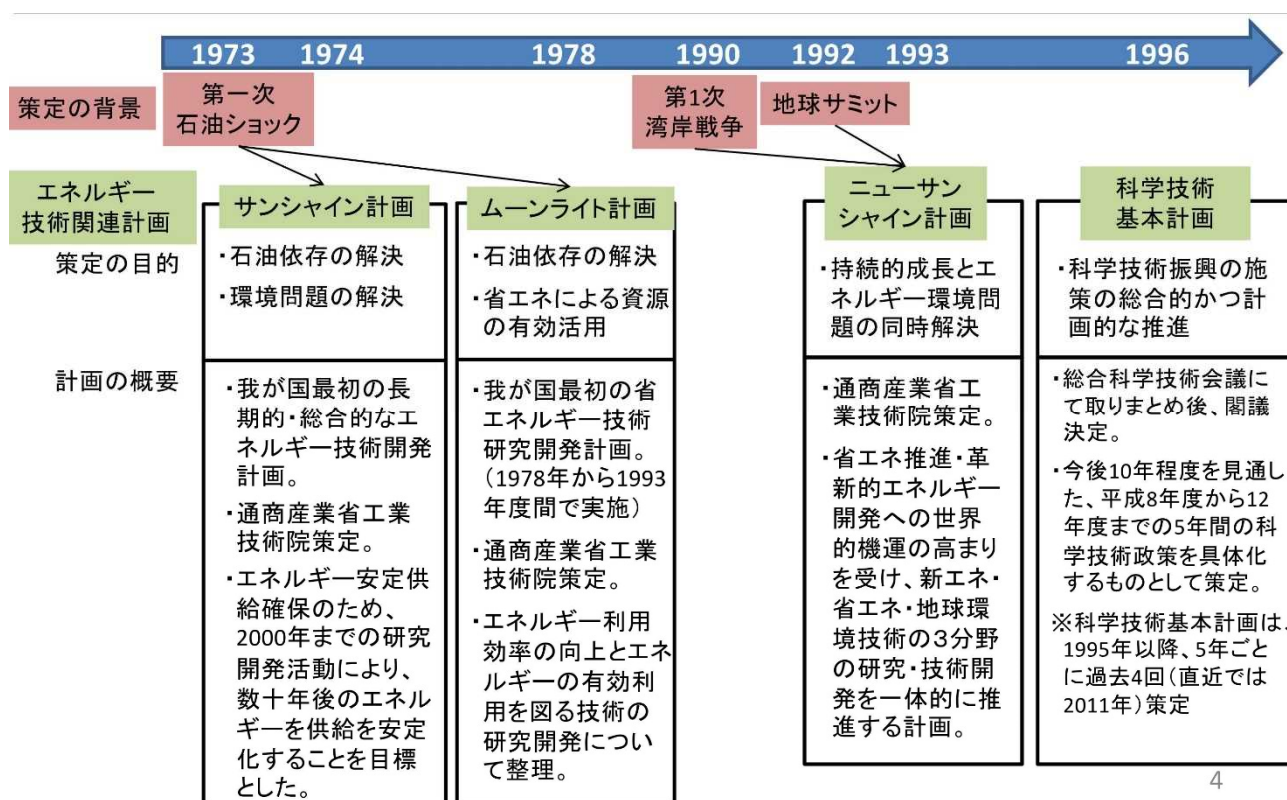 1973 1974 1978 1990 1992 1993 1996
策定の背景
第一次
石油ショック
第1次
湾岸戦争
地球サミット
エネルギー
技術関連計画
サンシャイン計画
ムーンライト計画
ニューサン
シャイン計画
科学技術
基本計画
策定の目的
・石油依存の解決
・環境問題の解決
・石油依存の解決
・省エネによる資源
の有効活用
・持続的成長とエ
ネルギー環境問
題の同時解決
・科学技術振興の施
策の総合的かつ計
画的な推進
計画の概要
・我が国最初の長
期的・総合的なエ
ネルギー技術開発
計画。
・通商産業省工業
技術院策定。
・エネルギー安定供
給確保のため、
2000年までの研究
開発活動により、
数十年後のエネル
ギーを供給を安定
化することを目標
とした。
・我が国最初の省
エネルギー技術
研究開発計画。
(1978年から1993
年度間で実施)
・通商産業省工業
技術院策定。
・エネルギー利用
効率の向上とエネ
ルギーの有効利
用を図る技術の
研究開発につい
て整理。
・通商産業省工
業技術院策定。
・省エネ推進・革
新的エネルギー
開発への世界
的機運の高まり
を受け、新エネ・
省エネ・地球環
境技術の3分野
の研究・技術開
発を一体的に推
進する計画。
・総合科学技術会議に
て取りまとめ後、閣議
決定。
・今後10年程度を見通し
た、平成8年度から12
年度までの5年間の科
学技術政策を具体化
するものとして策定。
※科学技術基本計画は、
1995年以降、5年ごと
に過去4回(直近では
2011年)策定
4